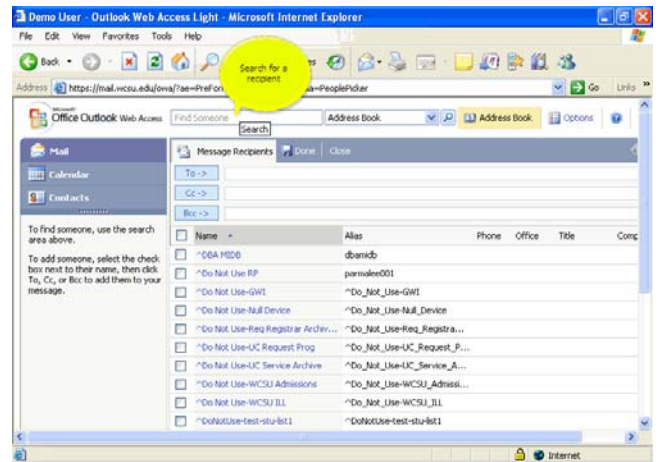 Demo User - Outlook Web Access Light - Microsoft Internet Explorer
File Edit View Favorites Tools Help
Back
Search for a
recipient
Address https://mail.wcsu.edu/owa/?ae=PreFor a=PeoplePicker Go Links »
Microsoft
Office Outlook Web Access Find Someone Address Book Address Book Options
Search
Mail Message Recipients Done Close
Calendar To ->
Contacts Cc ->
Bcc ->
To find someone, use the search
area above.
To add someone, select the check
box next to their name, then click
To, Cc, or Bcc to add them to your
message.
Name Alias Phone Office Title Comp
^DBA MIDB dbamidb
^Do Not Use RP parmalee001
^Do Not Use-GWI ^Do_Not_Use-GWI
^Do Not Use-Null Device ^Do_Not_Use-Null_Device
^Do Not Use-Req Registrar Archiv... ^Do_Not_Use-Req_Registra...
^Do Not Use-UC Request Prog ^Do_Not_Use-UC_Request_P...
^Do Not Use-UC Service Archive ^Do_Not_Use-UC_Service_A...
^Do Not Use-WCSU Admissions ^Do_Not_Use-WCSU_Admissi...
^Do Not Use-WCSU ILL ^Do_Not_Use-WCSU_ILL
^DoNotUse-test-stu-list1 ^DoNotUse-test-stu-list1
Internet